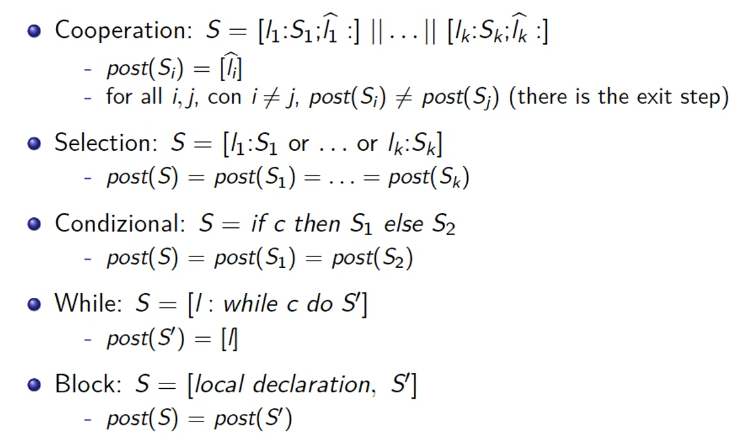 Cooperation: S = [l₁:S₁;l̂₁ :] ||...|| [lₖ:Sₖ;l̂ₖ :]
- post(Sᵢ) = [l̂ᵢ]
- for all i,j, con i ≠ j, post(Sᵢ) ≠ post(Sⱼ) (there is the exit step)
Selection: S = [l₁:S₁ or ... or lₖ:Sₖ]
- post(S) = post(S₁) = ... = post(Sₖ)
Condizional: S = if c then S₁ else S₂
- post(S) = post(S₁) = post(S₂)
While: S = [l : while c do S′]
- post(S′) = [l]
Block: S = [local declaration, S′]
- post(S) = post(S′)